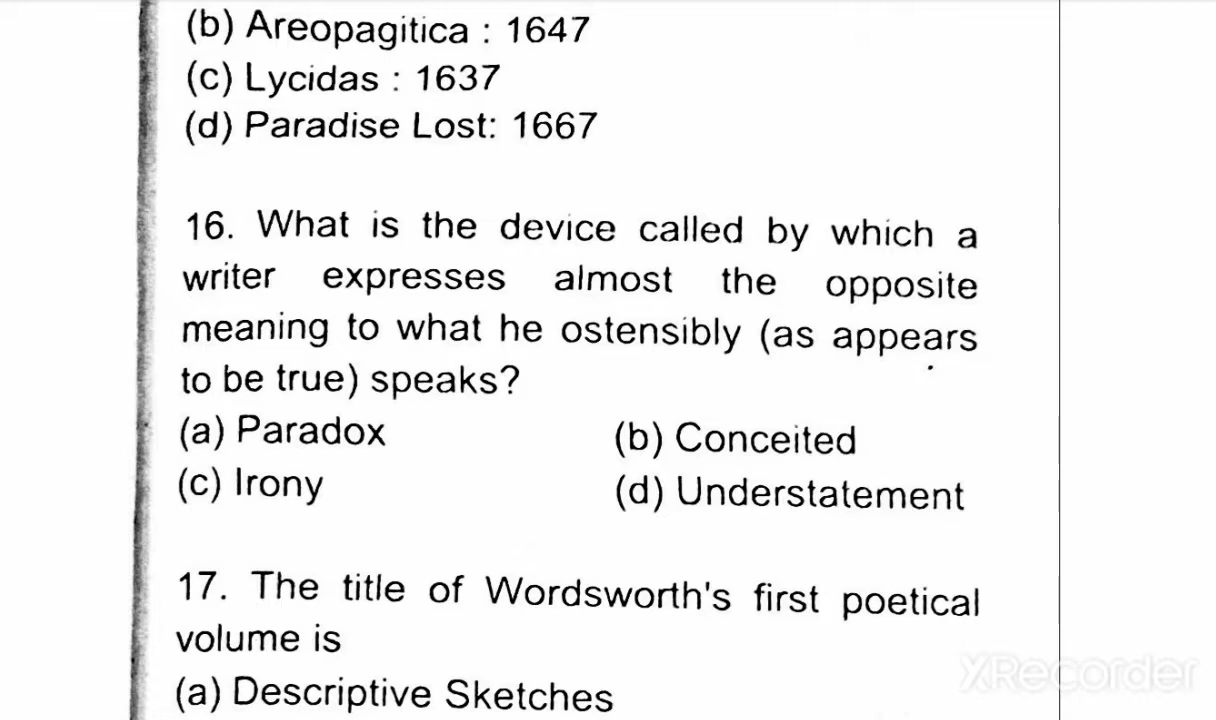 (b) Areopagitica : 1647
(c) Lycidas : 1637
(d) Paradise Lost: 1667
16. What is the device called by which a
writer expresses almost the opposite
meaning to what he ostensibly (as appears
to be true) speaks?
(a) Paradox (b) Conceited
(c) Irony (d) Understatement
17. The title of Wordsworth's first poetical
volume is
(a) Descriptive Sketches
XRecorder